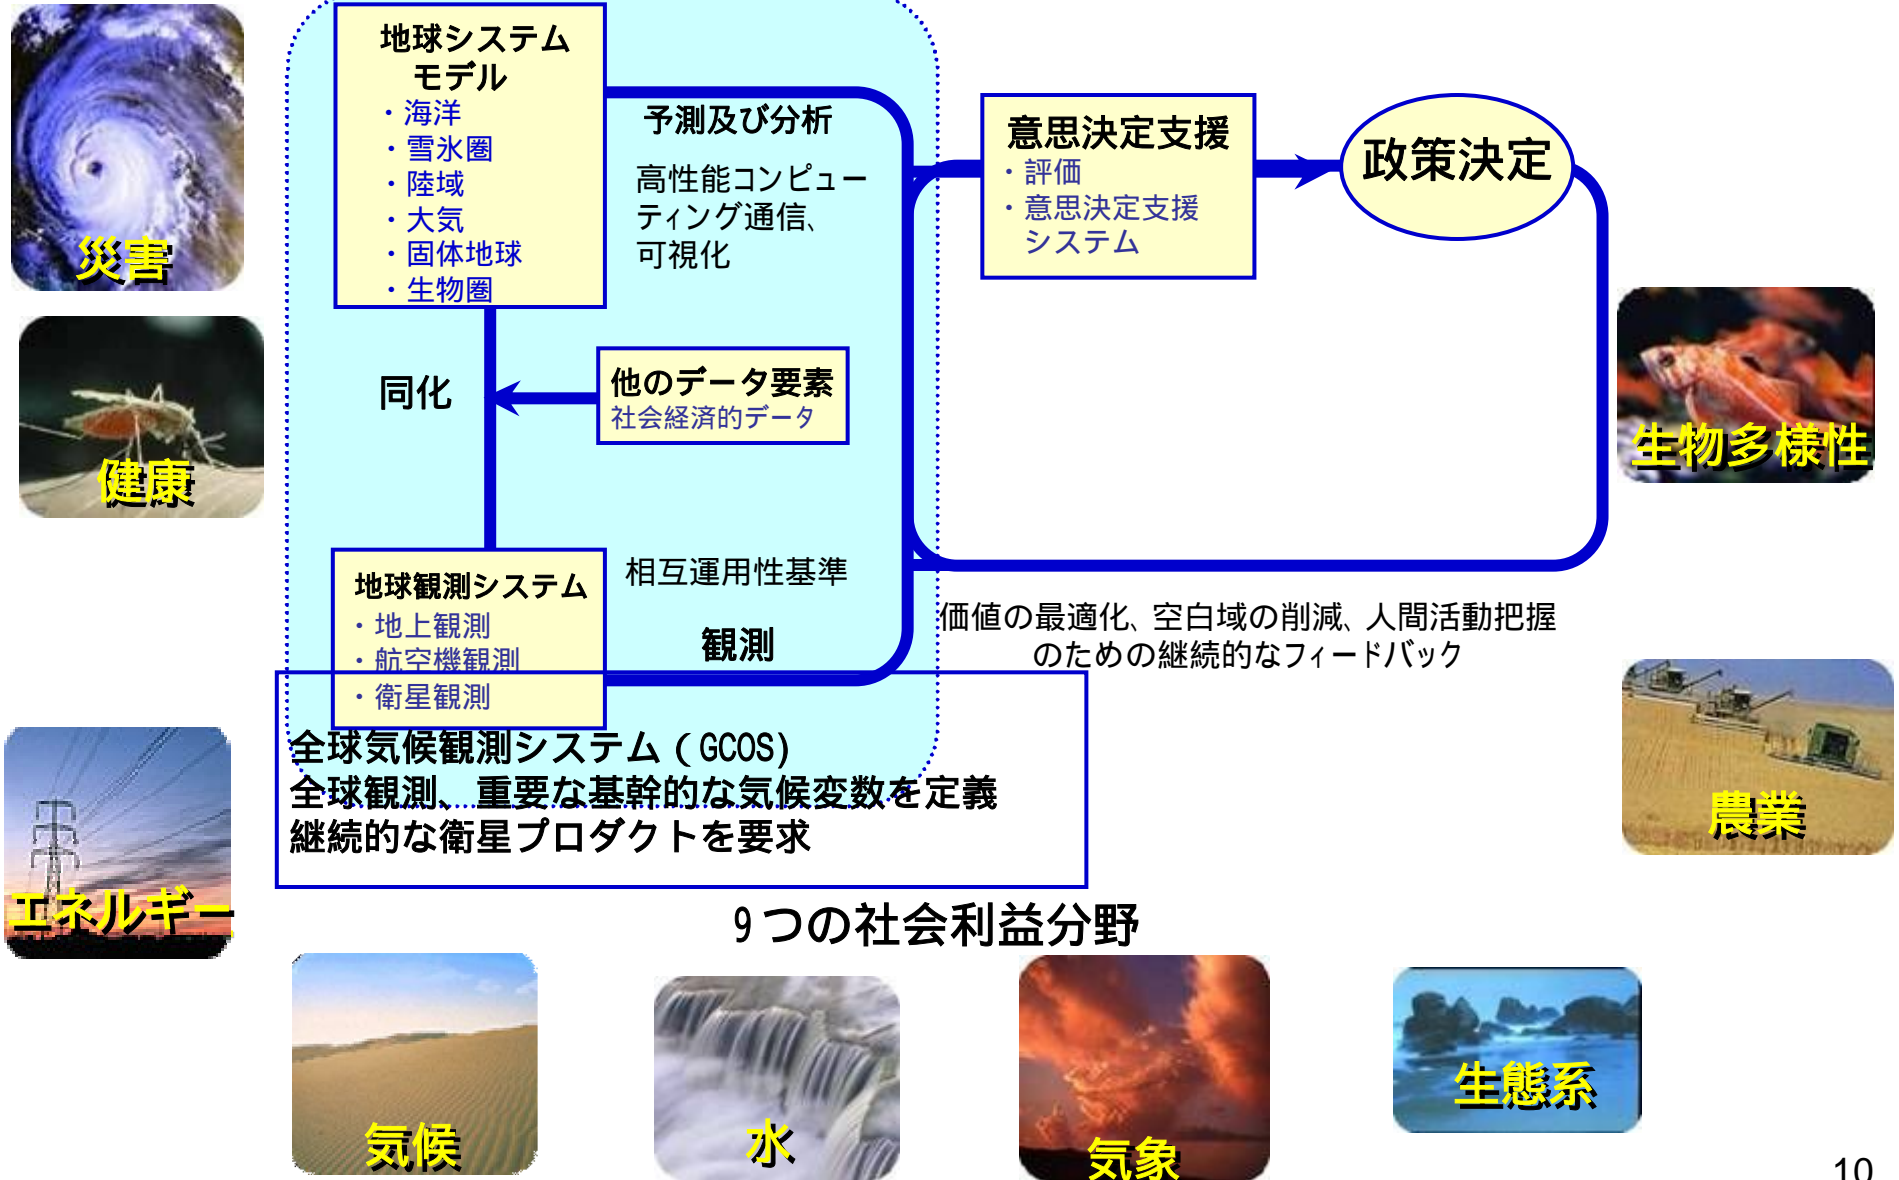 地球システム
モデル
・海洋
・雪氷圏
・陸域
・大気
・固体地球
・生物圏
予測及び分析
高性能コンピュー
ティング通信、
可視化
意思決定支援
・評価
・意思決定支援
システム
政策決定
災害
同化
他のデータ要素
社会経済的データ
健康
生物多様性
地球観測システム
・地上観測
・航空機観測
・衛星観測
相互運用性基準
観測
価値の最適化、空白域の削減、人間活動把握
のための継続的なフィードバック
全球気候観測システム（GCOS)
全球観測、重要な基幹的な気候変数を定義
継続的な衛星プロダクトを要求
農業
エネルギー
9つの社会利益分野
気候
水
気象
生態系
10